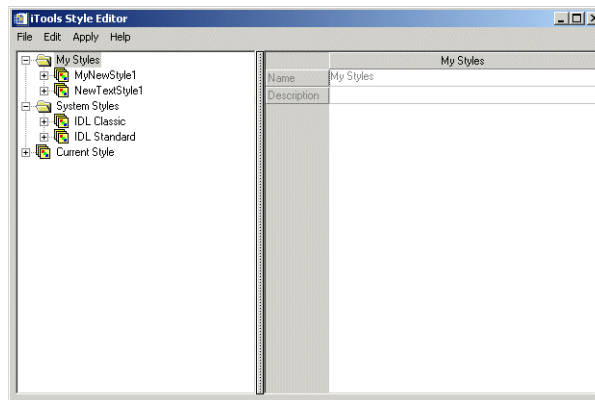 iTools Style Editor
File Edit Apply Help
My Styles
MyNewStyle1
NewTextStyle1
System Styles
IDL Classic
IDL Standard
Current Style
My Styles
Name My Styles
Description